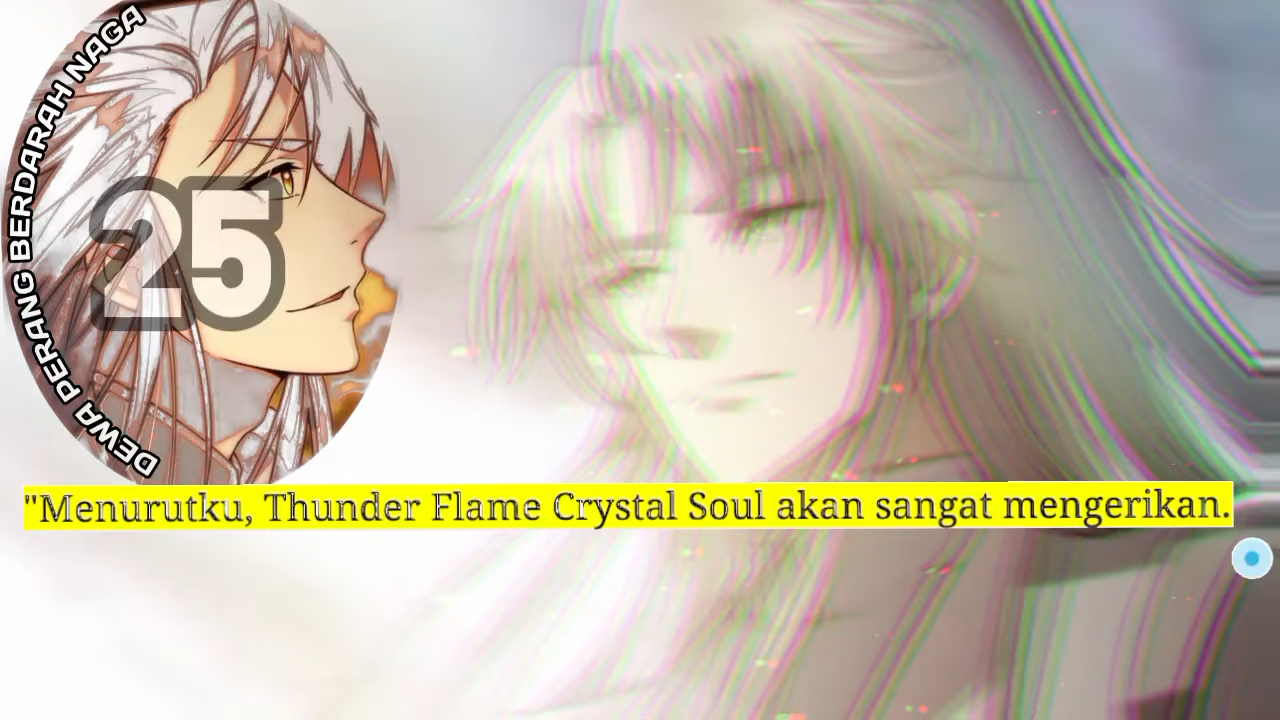 DEWA PERANG BERDARAH NAGA
25
"Menurutku, Thunder Flame Crystal Soul akan sangat mengerikan.